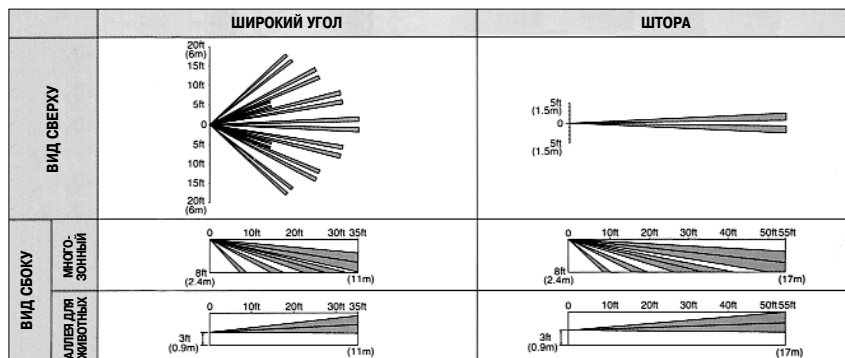 ШИРОКИЙ УГОЛ
ШТОРА
ВИД СВЕРХУ
20ft
(6m)
15ft
10ft
5ft
0
5ft
10ft
15ft
20ft
(6m)
5ft
(1.5m)
0
5ft
(1.5m)
ВИД СБОКУ
МНОГО-
ЗОННЫЙ
0 10ft 20ft 30ft 35ft
8ft
(2.4m)
(11m)
0 10ft 20ft 30ft 40ft 50ft 55ft
8ft
(2.4m)
(17m)
АЛЛЕЯ ДЛЯ
ЖИВОТНЫХ
0 10ft 20ft 30ft 35ft
3ft
(0.9m)
(11m)
0 10ft 20ft 30ft 40ft 50ft 55ft
3ft
(0.9m)
(17m)